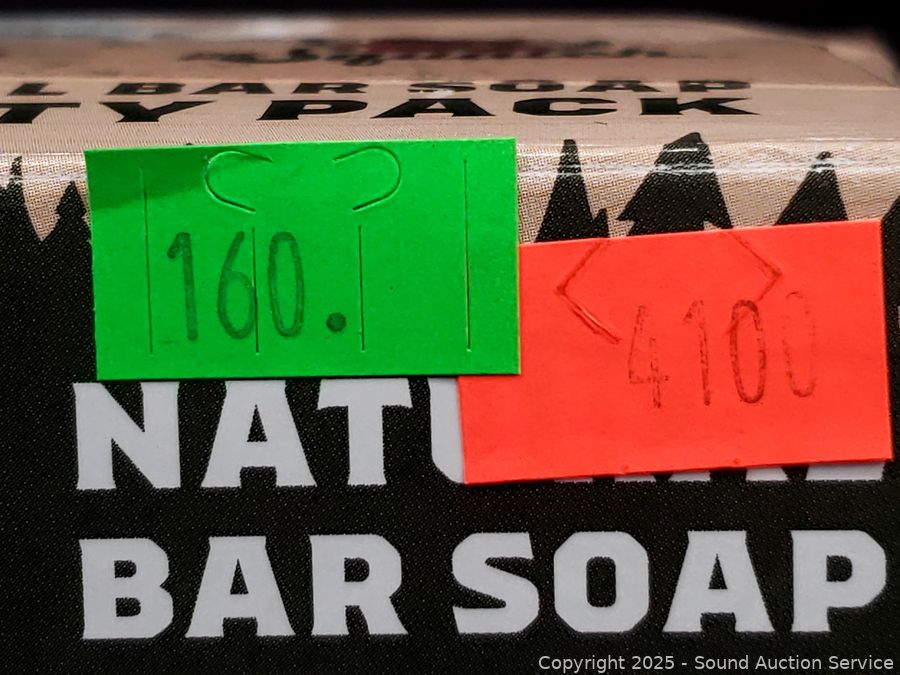 L BAR SOAP
TY PACK
160.
4100
NATU
BAR SOAP
Copyright 2025 - Sound Auction Service